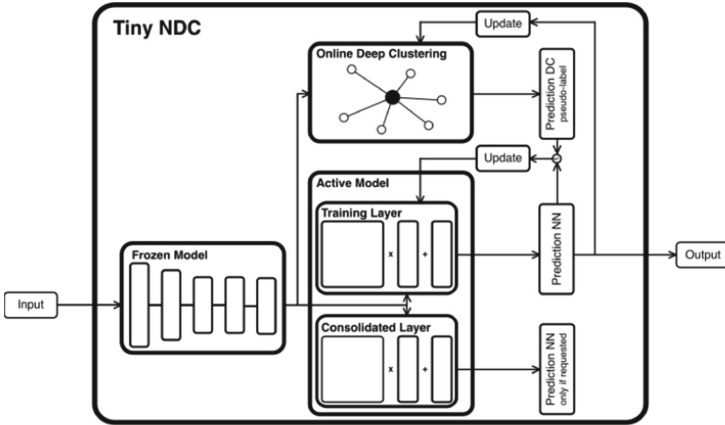 Tiny NDC
Update
Online Deep Clustering
Prediction DC
pseudo-label
Update
Active Model
Training Layer
x
+
Prediction NN
Output
Frozen Model
Input
Consolidated Layer
x
+
Prediction NN
only if requested